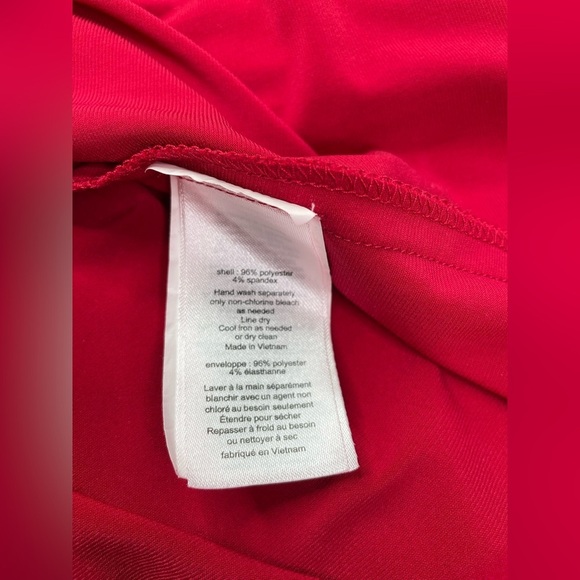 shell : 96% polyester
4% spandex
Hand wash separately
only non-chlorine bleach
as needed
Line dry
Cool iron as needed
or dry clean
Made in Vietnam
enveloppe : 96% polyester
4% élasthanne
Laver à la main séparément
blanchir avec un agent non
chloré au besoin seulement
Étendre pour sécher
Repasser à froid au besoin
ou nettoyer à sec
fabriqué en Vietnam